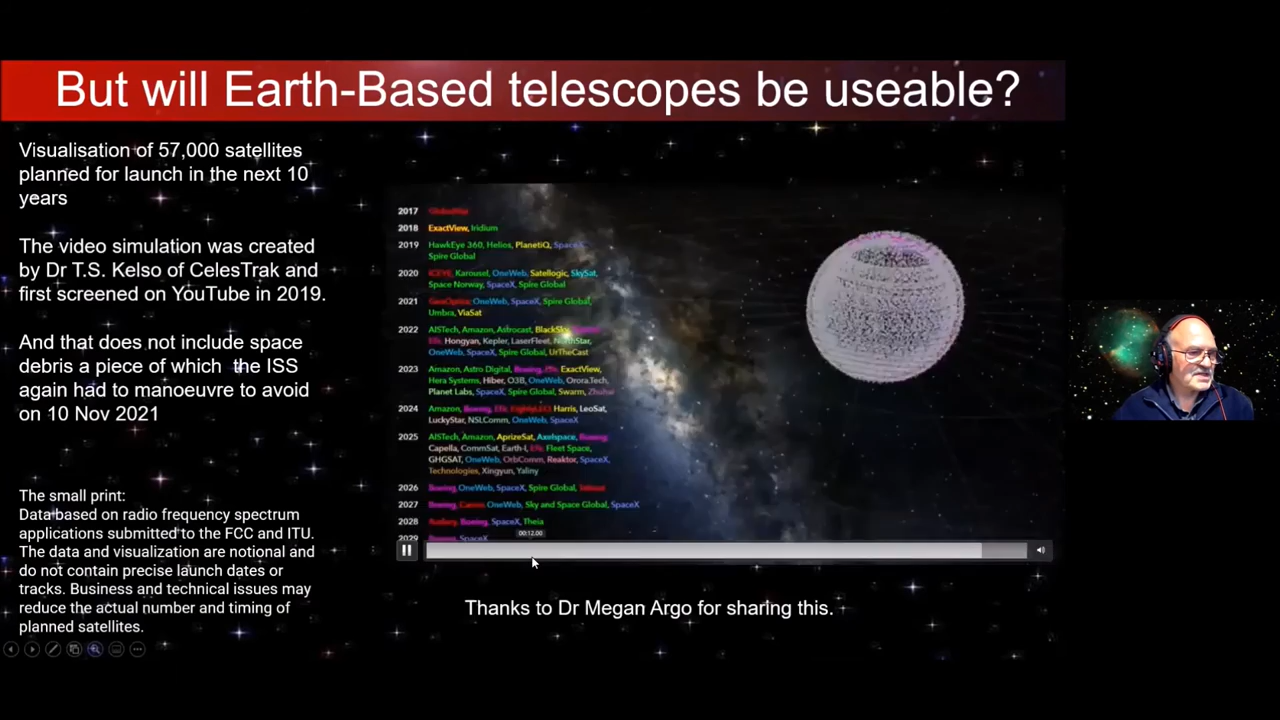 But will Earth-Based telescopes be useable?
Visualisation of 57,000 satellites
planned for launch in the next 10
years
The video simulation was created
by Dr T.S. Kelso of CelesTrak and
first screened on YouTube in 2019.
And that does not include space
debris a piece of which the ISS
again had to manoeuvre to avoid
on 10 Nov 2021
The small print:
Data based on radio frequency spectrum
applications submitted to the FCC and ITU.
The data and visualization are notional and
do not contain precise launch dates or
tracks. Business and technical issues may
reduce the actual number and timing of
planned satellites.
2017
2018 ExactView, Iridium
2019 HawkEye 360, Helios, PlanetiQ, SpaceX,
Spire Global
2020 ICEYE, Karousel, OneWeb, Satellogic, SkySat,
Space Norway, SpaceX, Spire Global
2021 GeoOptics, OneWeb, SpaceX, Spire Global,
Umbra, ViaSat
2022 AISTech, Amazon, Astrocast, BlackSky,
Hongyan, Kepler, LaserFleet, NorthStar,
OneWeb, SpaceX, Spire Global, UrTheCast
2023 Amazon, Astro Digital, Boeing, Efir, ExactView,
Hera Systems, Hiber, O3B, OneWeb, Orora.Tech,
Planet Labs, SpaceX, Spire Global, Swarm, Zhuhai
2024 Amazon, Boeing, Efir, EightyLEO, Harris, LeoSat,
LuckyStar, NSLComm, OneWeb, SpaceX
2025 AISTech, Amazon, AprizeSat, Axelspace, Boeing,
Capella, CommSat, Earth-I, Efir, Fleet Space,
GHGSAT, OneWeb, OrbComm, Reaktor, SpaceX,
Technologies, Xingyun, Yaliny
2026 Boeing, OneWeb, SpaceX, Spire Global,
2027 Boeing, Canon, OneWeb, Sky and Space Global, SpaceX
2028 Boeing, SpaceX, Theia
2029 Boeing, SpaceX
00:12.00
Thanks to Dr Megan Argo for sharing this.